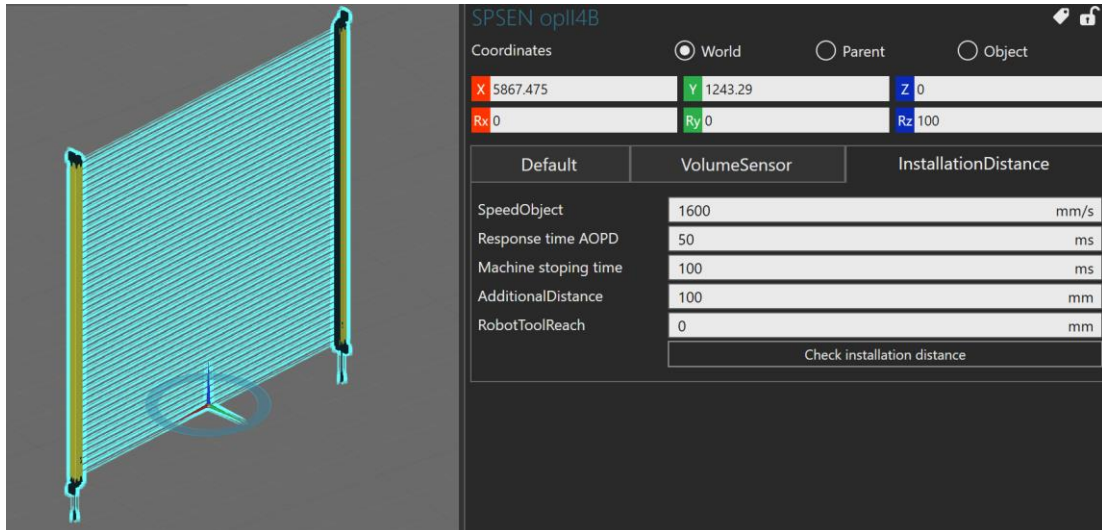 SPSEN opII4B
Coordinates World Parent Object
X 5867.475 Y 1243.29 Z 0
Rx 0 Ry 0 Rz 100
Default VolumeSensor InstallationDistance
SpeedObject 1600 mm/s
Response time AOPD 50 ms
Machine stoping time 100 ms
AdditionalDistance 100 mm
RobotToolReach 0 mm
Check installation distance